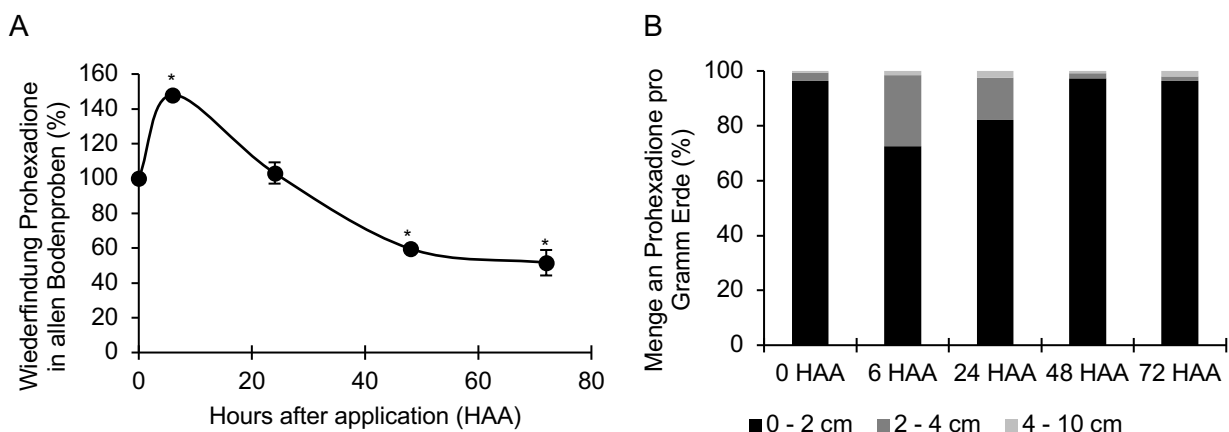 A
Wiederfindung Prohexadione
in allen Bodenproben (%)
160
140
120
100
80
60
40
20
0
*
*
*
0
20
40
60
80
Hours after application (HAA)
B
Menge an Prohexadione pro
Gramm Erde (%)
100
80
60
40
20
0
0 HAA
6 HAA
24 HAA
48 HAA
72 HAA
0 - 2 cm
2 - 4 cm
4 - 10 cm